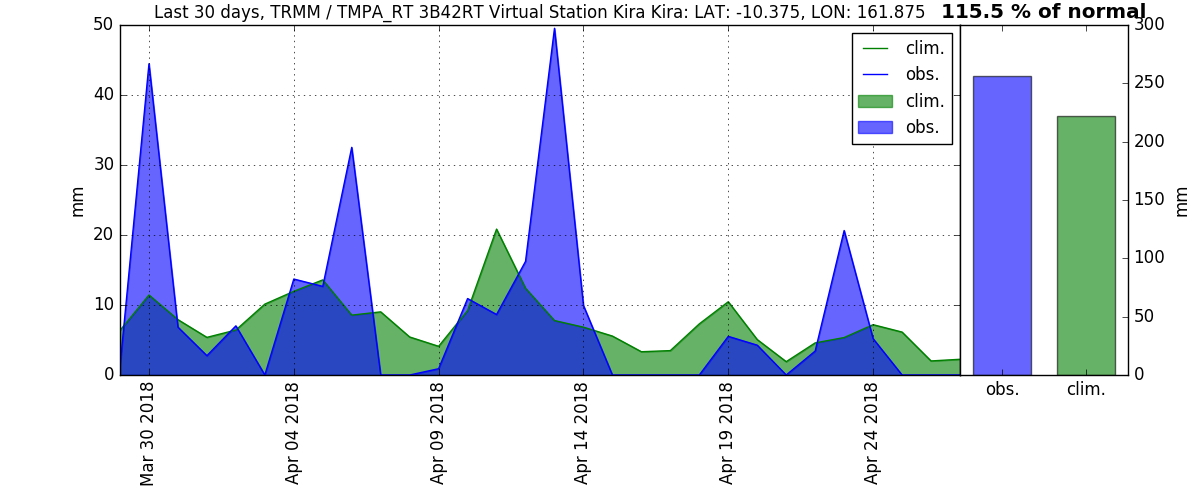 Last 30 days, TRMM / TMPA_RT 3B42RT Virtual Station Kira Kira: LAT: -10.375, LON: 161.875 115.5 % of normal
50
40
30
20
10
0
mm
clim.
obs.
clim.
obs.
300
250
200
150
100
50
0
mm
obs. clim.
Mar 30 2018
Apr 04 2018
Apr 09 2018
Apr 14 2018
Apr 19 2018
Apr 24 2018